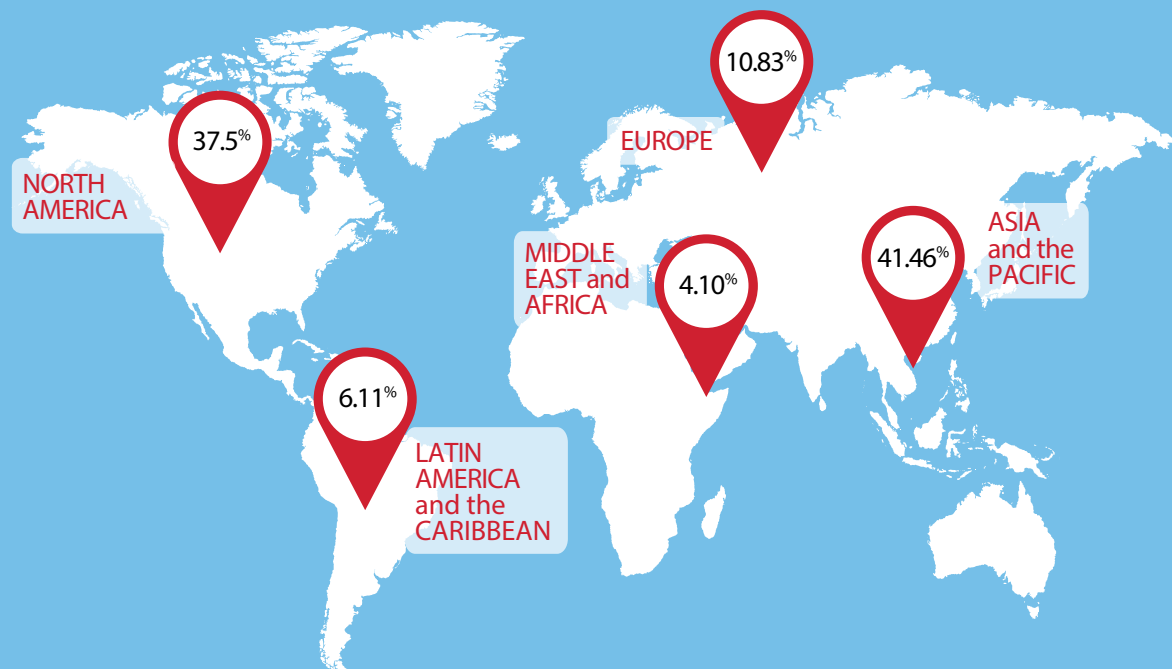 37.5%
NORTH
AMERICA
10.83%
EUROPE
MIDDLE
EAST and
AFRICA
4.10%
41.46%
ASIA
and the
PACIFIC
6.11%
LATIN
AMERICA
and the
CARIBBEAN